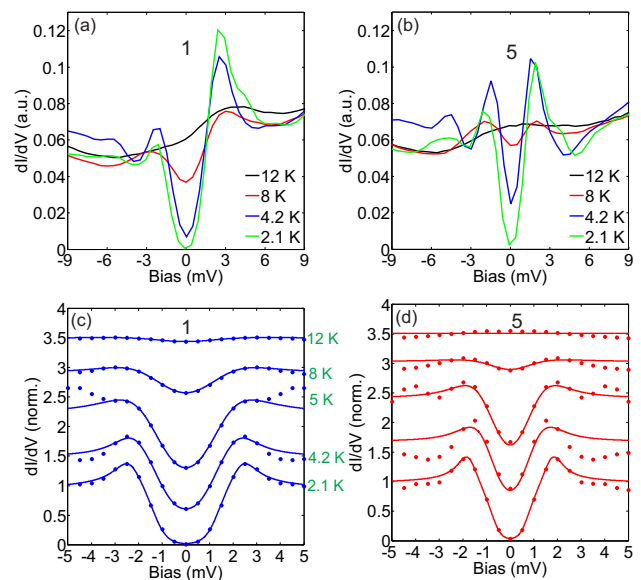 (a)
1
dI/dV (a.u.)
0.12
0.1
0.08
0.06
0.04
0.02
0
12 K
8 K
4.2 K
2.1 K
-9 -6 -3 0 3 6 9
Bias (mV)
(b)
5
dI/dV (a.u.)
0.12
0.1
0.08
0.06
0.04
0.02
0
12 K
8 K
4.2 K
2.1 K
-9 -6 -3 0 3 6 9
Bias (mV)
(c)
1
dI/dV (norm.)
4
3.5
3
2.5
2
1.5
1
0.5
0
12 K
8 K
5 K
4.2 K
2.1 K
-5 -4 -3 -2 -1 0 1 2 3 4 5
Bias (mV)
(d)
5
dI/dV (norm.)
4
3.5
3
2.5
2
1.5
1
0.5
0
-5 -4 -3 -2 -1 0 1 2 3 4 5
Bias (mV)